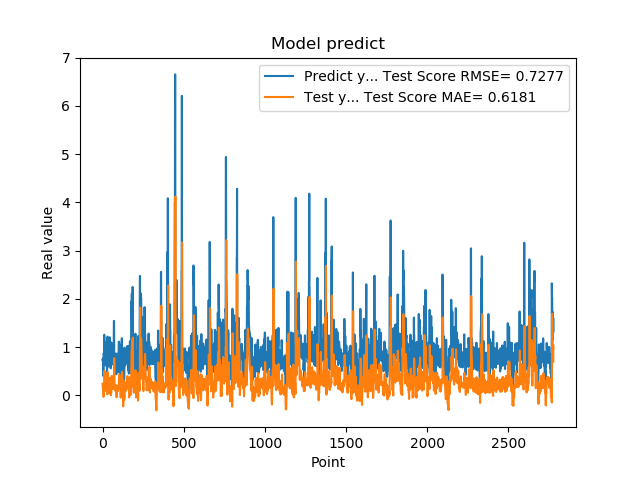 Model predict
Predict y... Test Score RMSE= 0.7277
Test y... Test Score MAE= 0.6181
Real value
7
6
5
4
3
2
1
0
0 500 1000 1500 2000 2500
Point